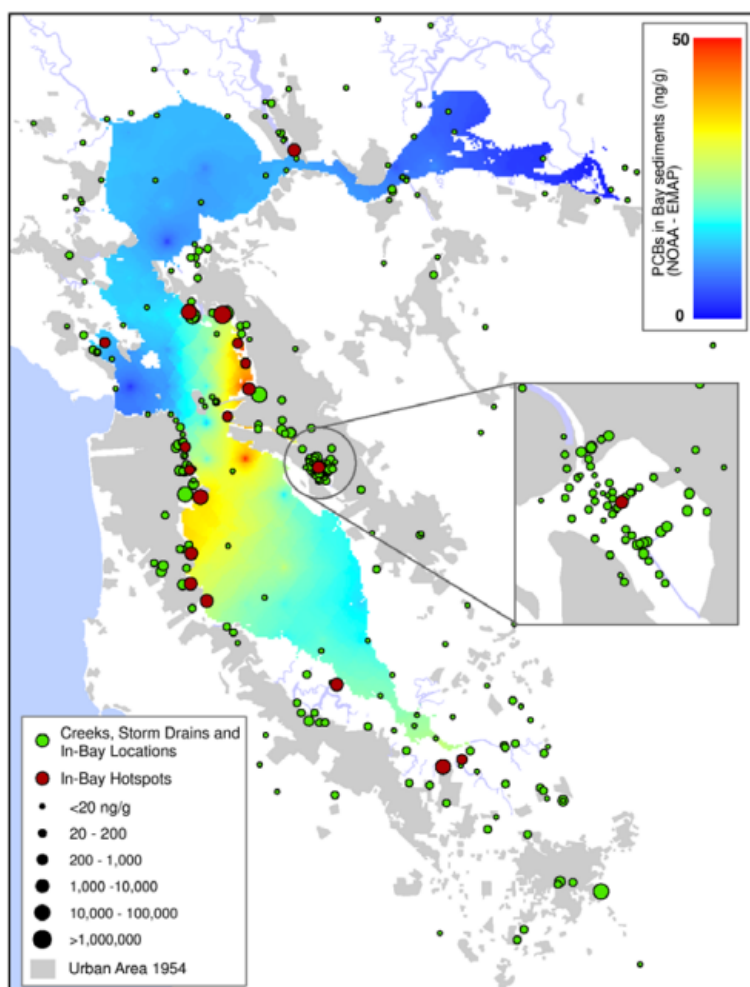 50
PCBs in Bay sediments (ng/g)
(NOAA - EMAP)
0
Creeks, Storm Drains and
In-Bay Locations
In-Bay Hotspots
<20 ng/g
20 - 200
200 - 1,000
1,000 -10,000
10,000 - 100,000
>1,000,000
Urban Area 1954